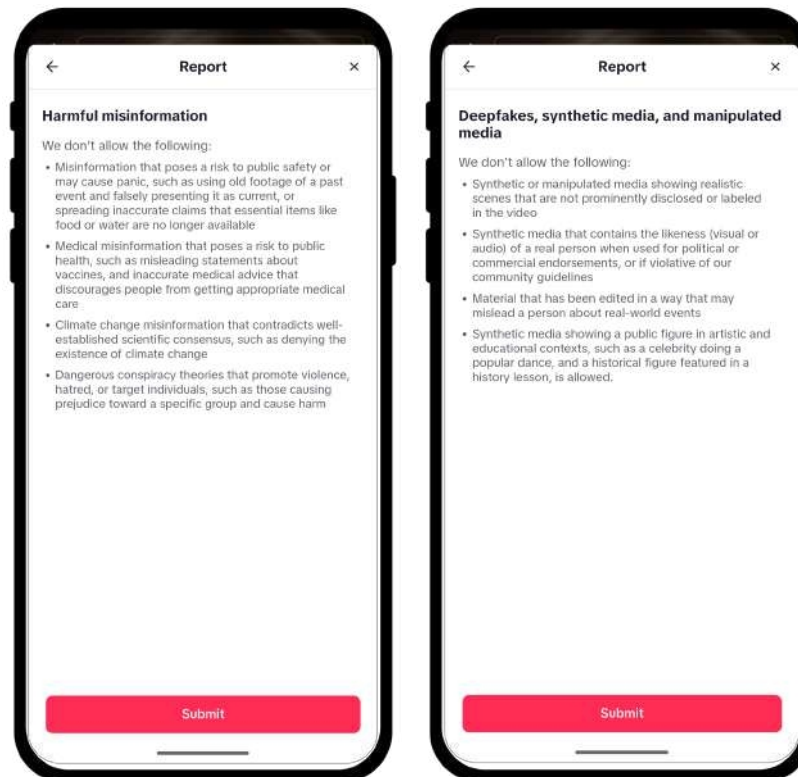 ← Report ×
Harmful misinformation
We don't allow the following:
• Misinformation that poses a risk to public safety or
may cause panic, such as using old footage of a past
event and falsely presenting it as current, or
spreading inaccurate claims that essential items like
food or water are no longer available
• Medical misinformation that poses a risk to public
health, such as misleading statements about
vaccines, and inaccurate medical advice that
discourages people from getting appropriate medical
care
• Climate change misinformation that contradicts well-
established scientific consensus, such as denying the
existence of climate change
• Dangerous conspiracy theories that promote violence,
hatred, or target individuals, such as those causing
prejudice toward a specific group and cause harm
Submit
← Report ×
Deepfakes, synthetic media, and manipulated
media
We don't allow the following:
• Synthetic or manipulated media showing realistic
scenes that are not prominently disclosed or labeled
in the video
• Synthetic media that contains the likeness (visual or
audio) of a real person when used for political or
commercial endorsements, or if violative of our
community guidelines
• Material that has been edited in a way that may
mislead a person about real-world events
• Synthetic media showing a public figure in artistic and
educational contexts, such as a celebrity doing a
popular dance, and a historical figure featured in a
history lesson, is allowed.
Submit